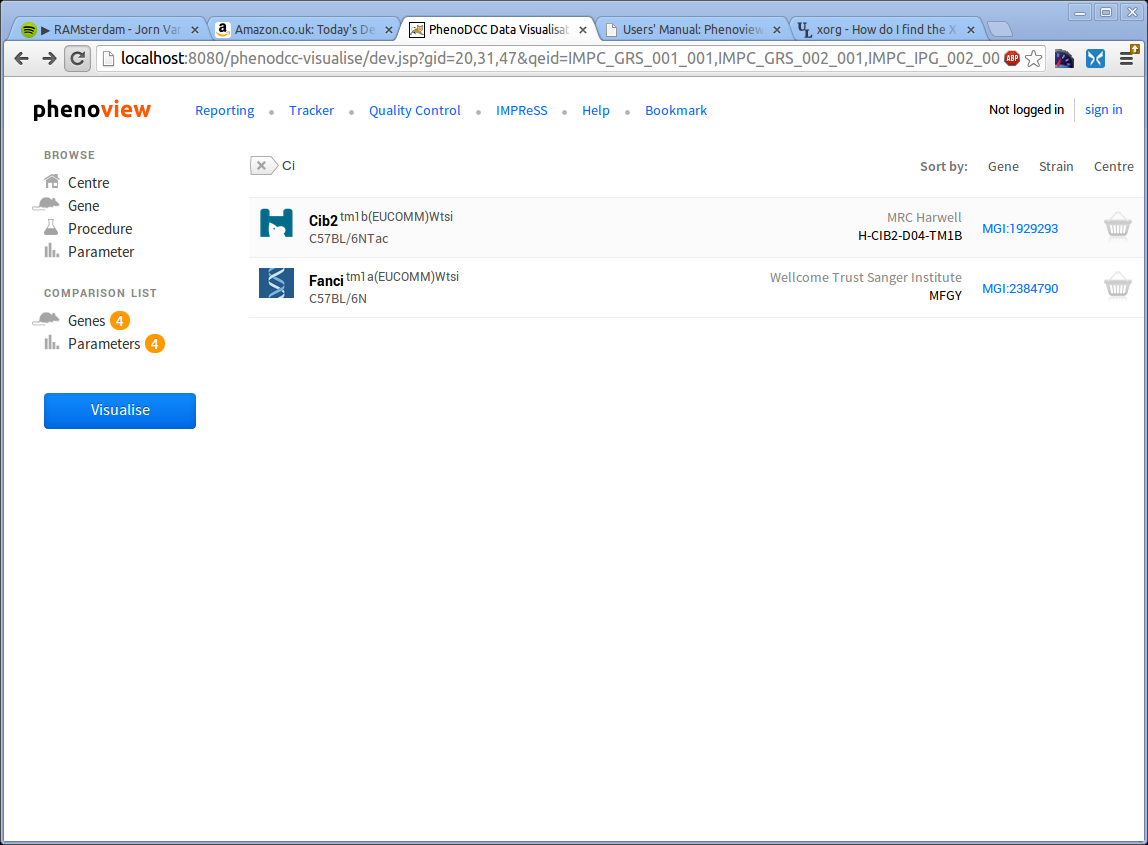 ▶ RAMsterdam - Jorn Var
Amazon.co.uk: Today's De
PhenoDCC Data Visualisat
Users' Manual: Phenoview
xorg - How do I find the X
localhost:8080/phenodcc-visualise/dev.jsp?gid=20,31,47&qeid=IMPC_GRS_001_001,IMPC_GRS_002_001,IMPC_IPG_002_00
ABP
phenoview
Reporting • Tracker • Quality Control • IMPReSS • Help • Bookmark
Not logged in
sign in
BROWSE
Centre
Gene
Procedure
Parameter
COMPARISON LIST
Genes 4
Parameters 4
Visualise
Ci
Sort by: Gene Strain Centre
Cib2 tm1b(EUCOMM)Wtsi
C57BL/6NTac
MRC Harwell
H-CIB2-D04-TM1B
MGI:1929293
Fanci tm1a(EUCOMM)Wtsi
C57BL/6N
Wellcome Trust Sanger Institute
MFGY
MGI:2384790